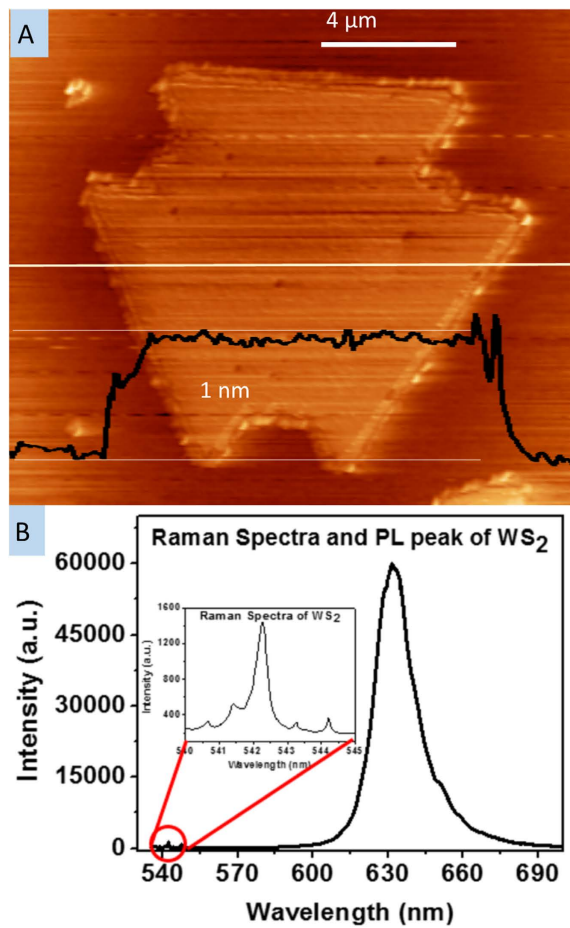 A
4 μm
1 nm
B
Raman Spectra and PL peak of WS2
60000
45000
30000
15000
0
Intensity (a.u.)
540
570
600
630
660
690
Wavelength (nm)
Raman Spectra of WS2
1600
1200
800
400
Intensity (a.u.)
540
541
542
543
544
545
Wavelength (nm)